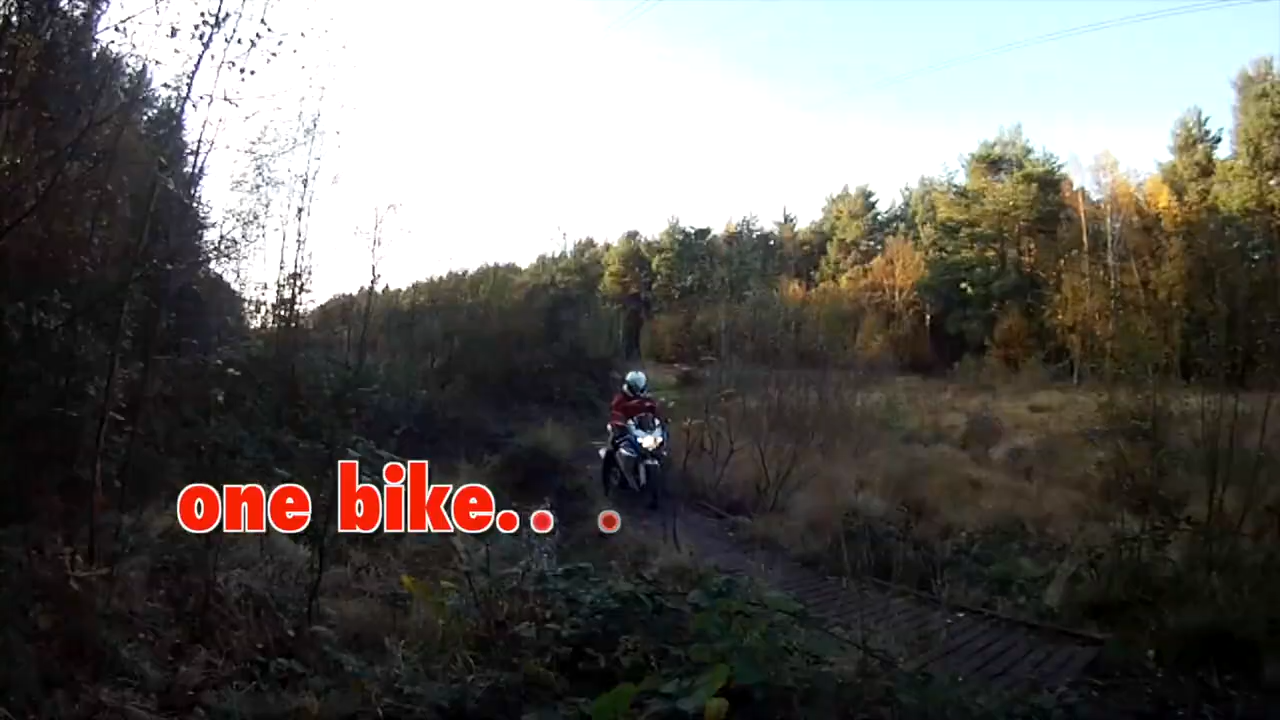 one bike. . .